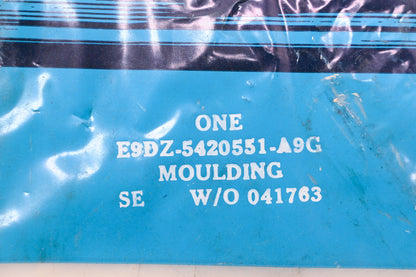 ONE
E9DZ-5420551-A9G
MOULDING
SE W/O 041763